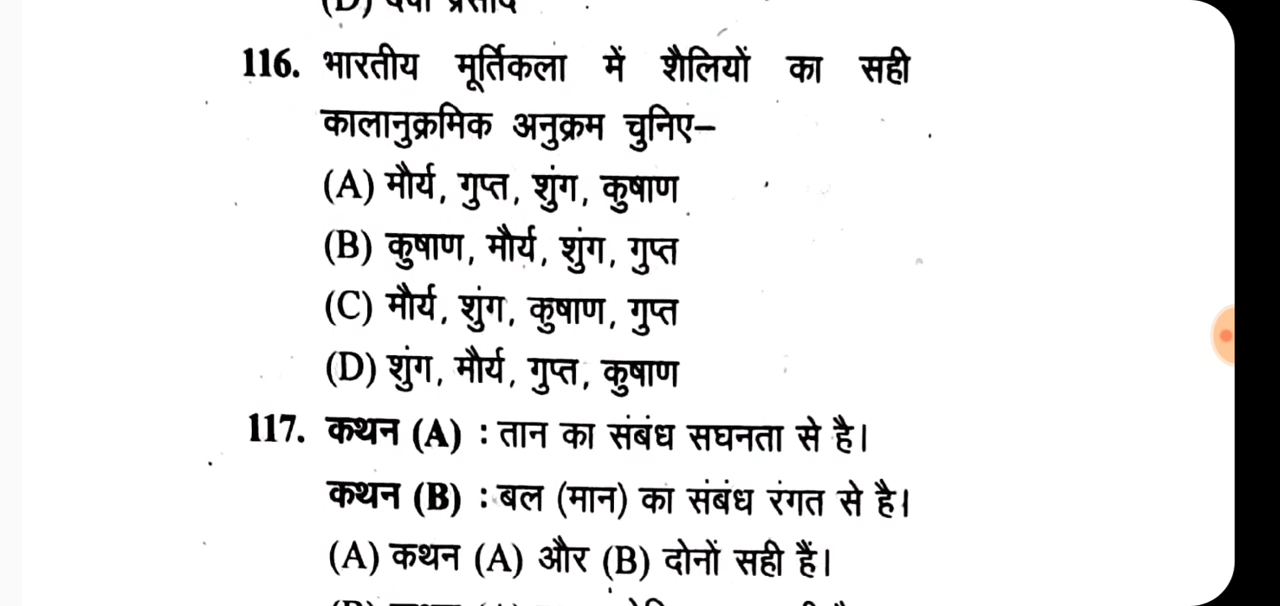 116. भारतीय मूर्तिकला में शैलियों का सही
कालानुक्रमिक अनुक्रम चुनिए–
(A) मौर्य, गुप्त, शुंग, कुषाण
(B) कुषाण, मौर्य, शुंग, गुप्त
(C) मौर्य, शुंग, कुषाण, गुप्त
(D) शुंग, मौर्य, गुप्त, कुषाण
117. कथन (A) : तान का संबंध सघनता से है।
कथन (B) : बल (मान) का संबंध रंगत से है।
(A) कथन (A) और (B) दोनों सही हैं।